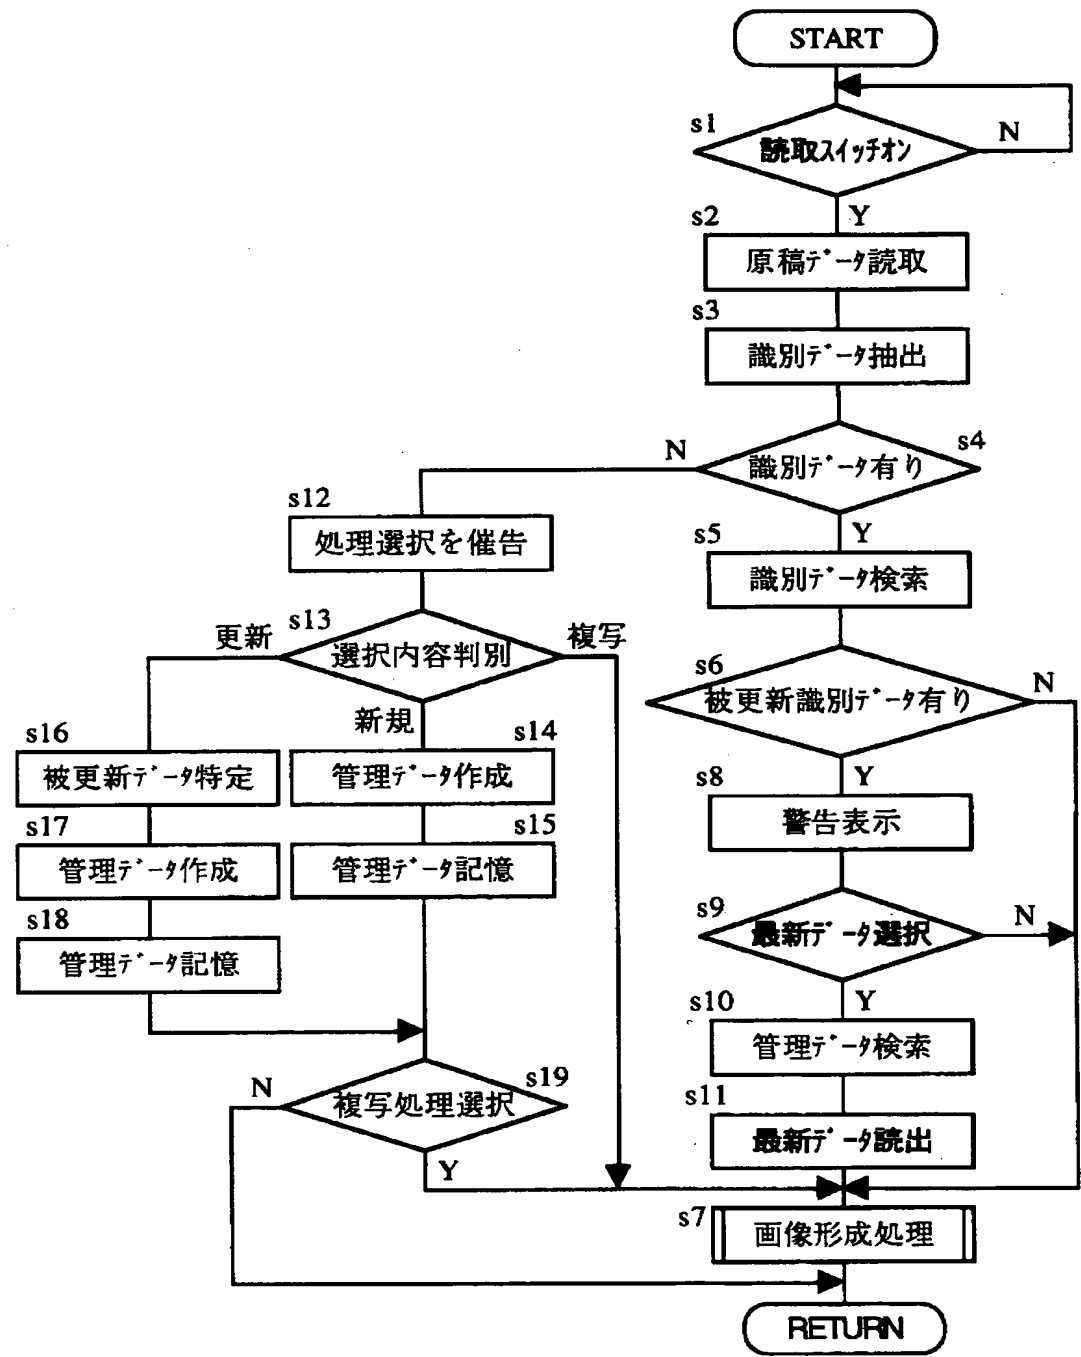 START
s1
読取スイッチオン
N
Y
s2
原稿データ読取
s3
識別データ抽出
N
s4
識別データ有り
Y
s12
処理選択を催告
s5
識別データ検索
更新
s13
選択内容判別
複写
s6
被更新識別データ有り
N
新規
Y
s16
被更新データ特定
s14
管理データ作成
s8
警告表示
s17
管理データ作成
s15
管理データ記憶
s9
最新データ選択
N
s18
管理データ記憶
Y
s10
管理データ検索
N
s19
複写処理選択
s11
最新データ読出
Y
s7
画像形成処理
RETURN